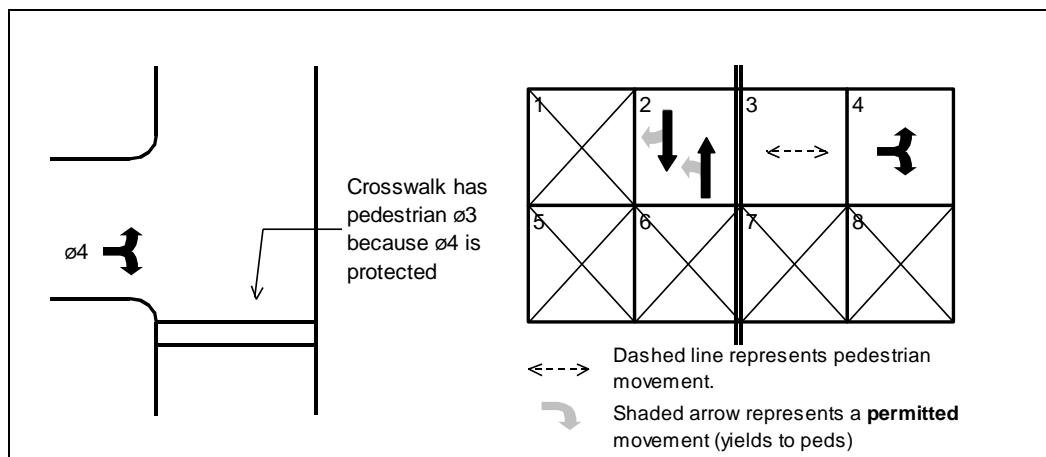 ø4
Crosswalk has
pedestrian ø3
because ø4 is
protected
1 2 3 4
5 6 7 8
Dashed line represents pedestrian
movement.
Shaded arrow represents a permitted
movement (yields to peds)